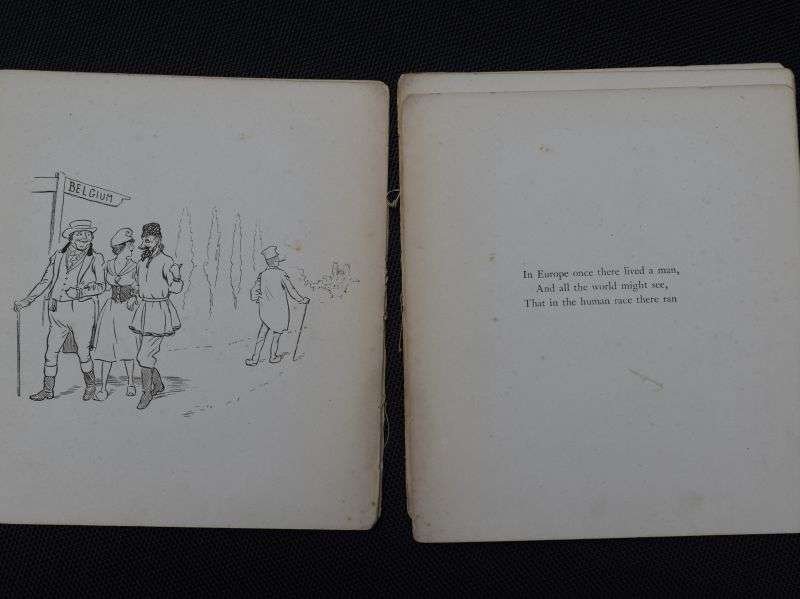 BELGIUM
In Europe once there lived a man,
And all the world might see,
That in the human race there ran